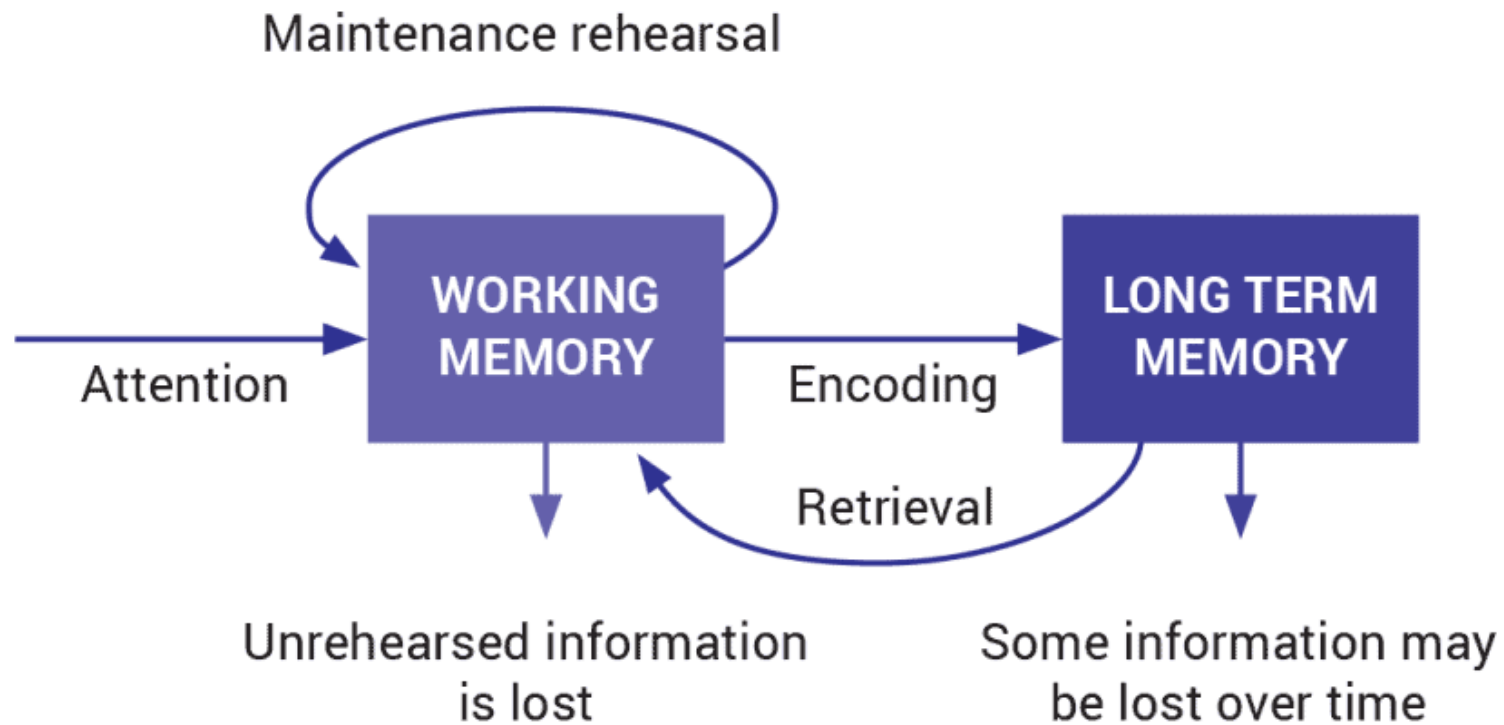 Maintenance rehearsal
WORKING
MEMORY
LONG TERM
MEMORY
Attention
Encoding
Retrieval
Unrehearsed information
is lost
Some information may
be lost over time